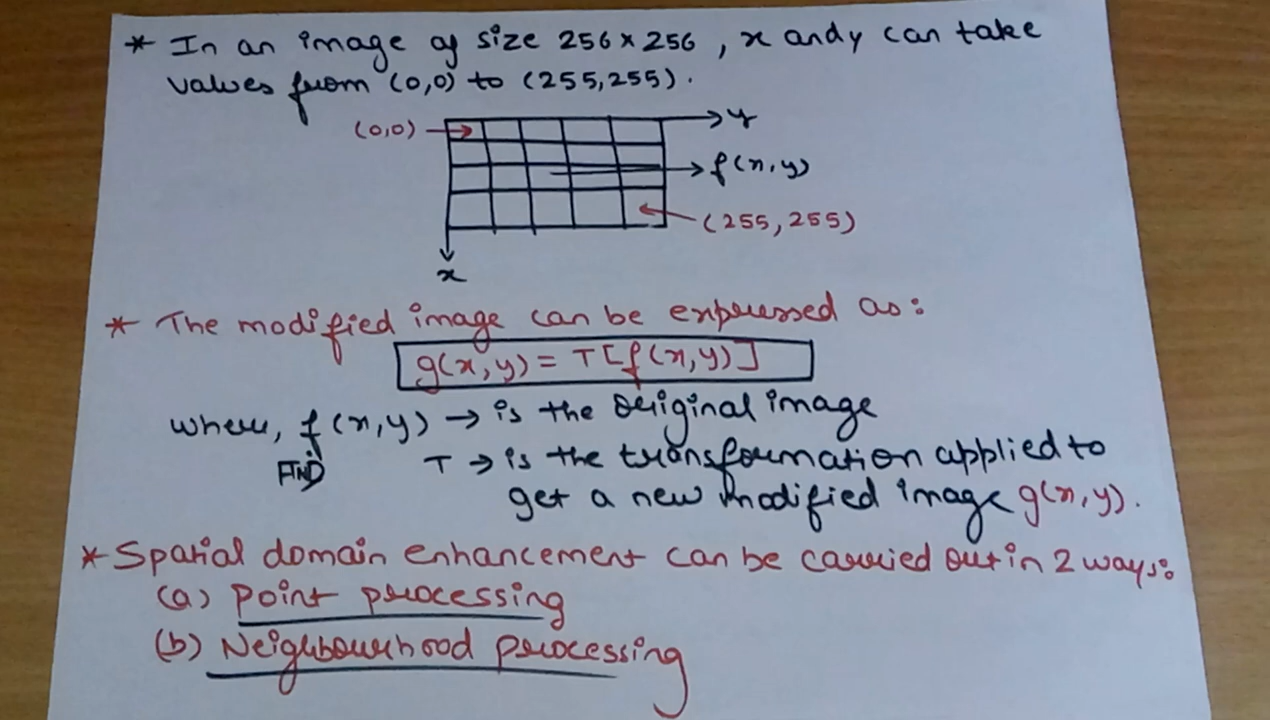 * In an image of size 256 x 256 , x and y can take
values from (0,0) to (255,255).
(0,0) → → y
→ f(x,y)
← (255,255)
x
* The modified image can be expressed as:
g(x,y) = T[f(x,y)]
where, f(x,y) → is the original image
AND T → is the transformation applied to
get a new modified image g(x,y).
* Spatial domain enhancement can be carried out in 2 ways:
(a) Point processing
(b) Neighbourhood processing